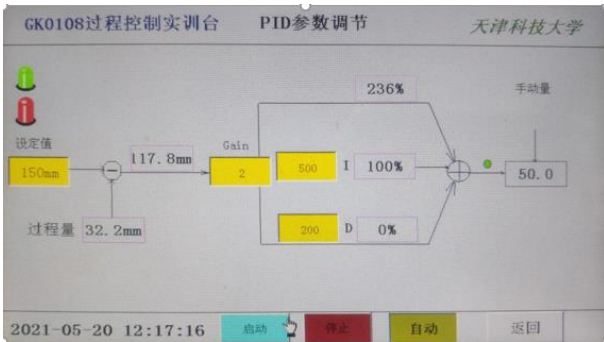 GK0108过程控制实训台 PID参数调节 天津科技大学
236% 手动量
设定值 117.8mm Gain
150mm 2 500 I 100% 50.0
过程量 32.2mm 200 D 0%
2021-05-20 12:17:16 启动 停止 自动 返回